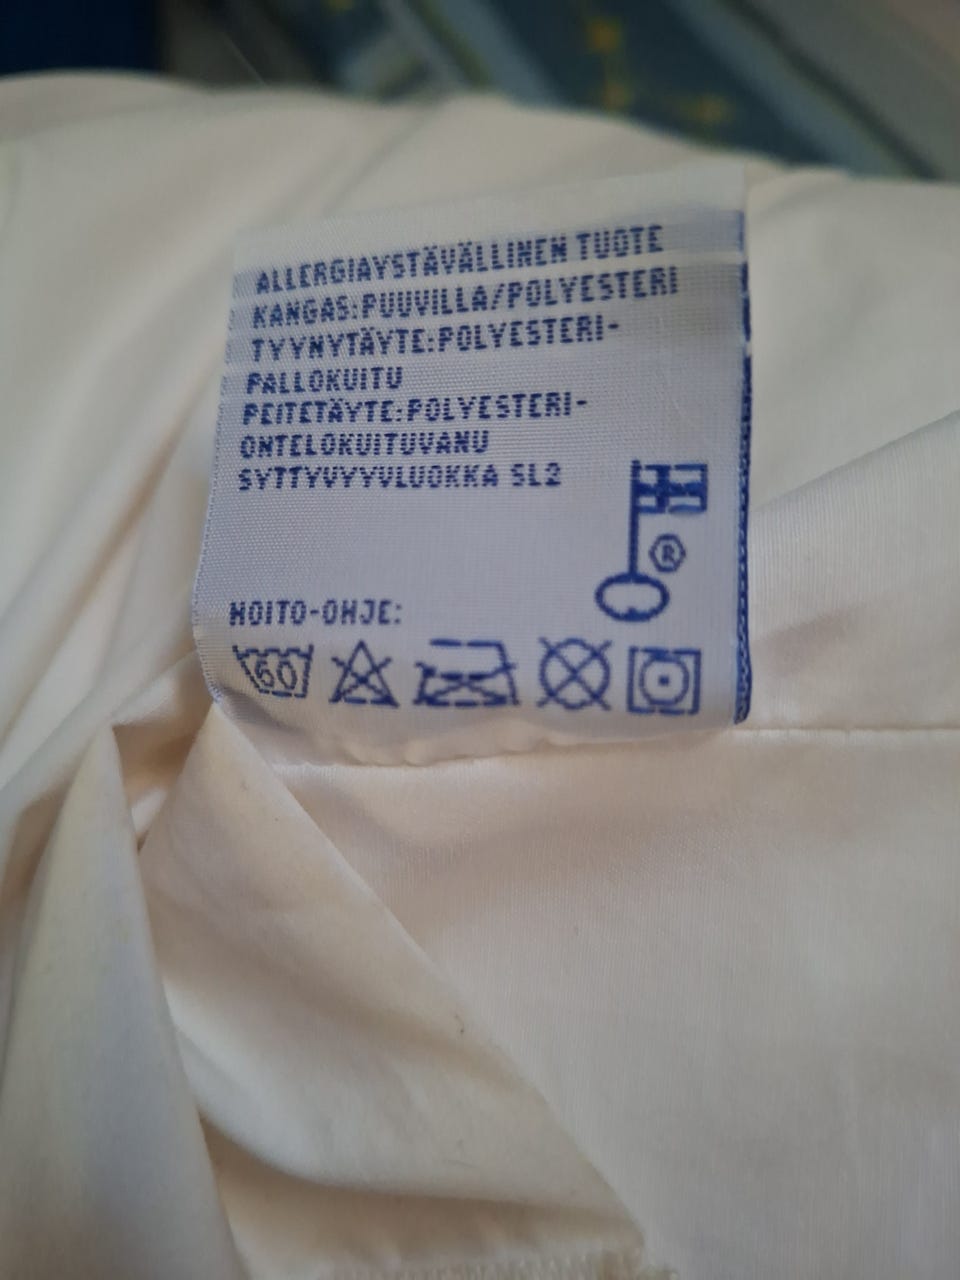 ALLERGIAYSTÄVÄLLINEN TUOTE
KANGAS:PUUVILLA/POLYESTERI
TYYNYTÄYTE:POLYESTERI-
PALLOKUITU
PEITETÄYTE:POLYESTERI-
ONTELOKUITUVANU
SYTTYVYYVLUOKKA SL2
®
HOITO-OHJE:
60